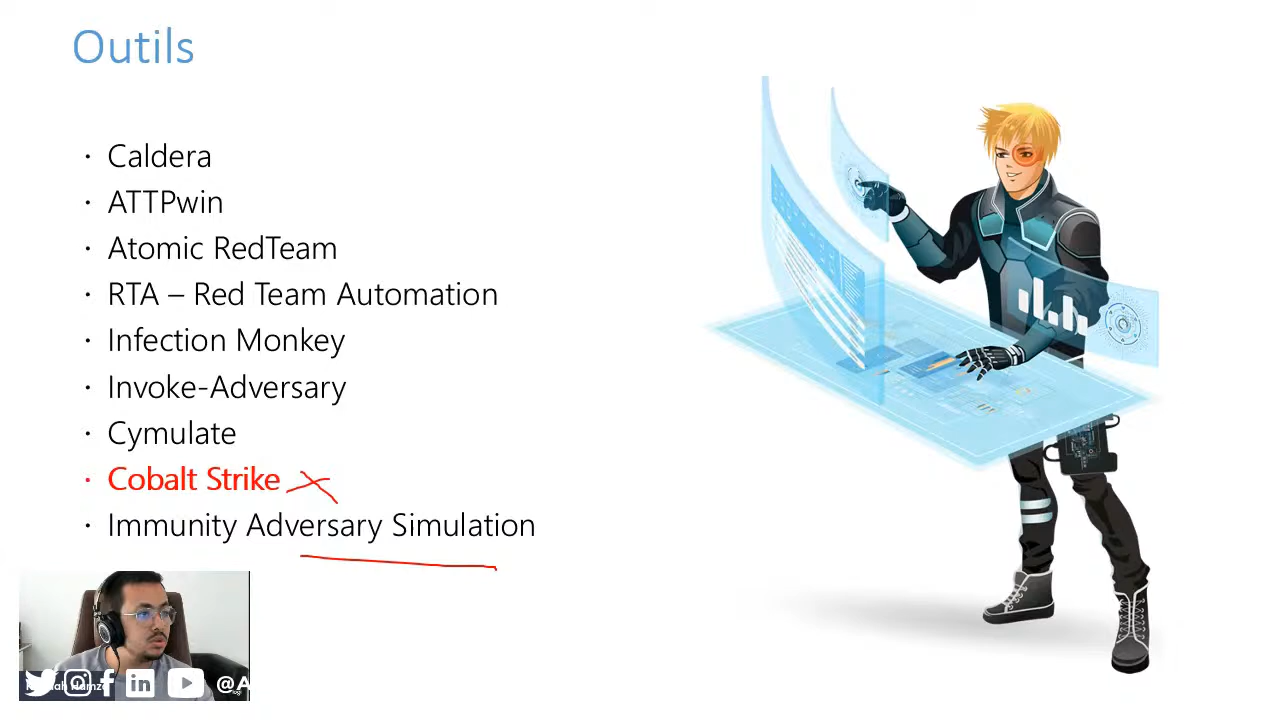 Outils
· Caldera
· ATTPwin
· Atomic RedTeam
· RTA – Red Team Automation
· Infection Monkey
· Invoke-Adversary
· Cymulate
· Cobalt Strike
· Immunity Adversary Simulation
@A